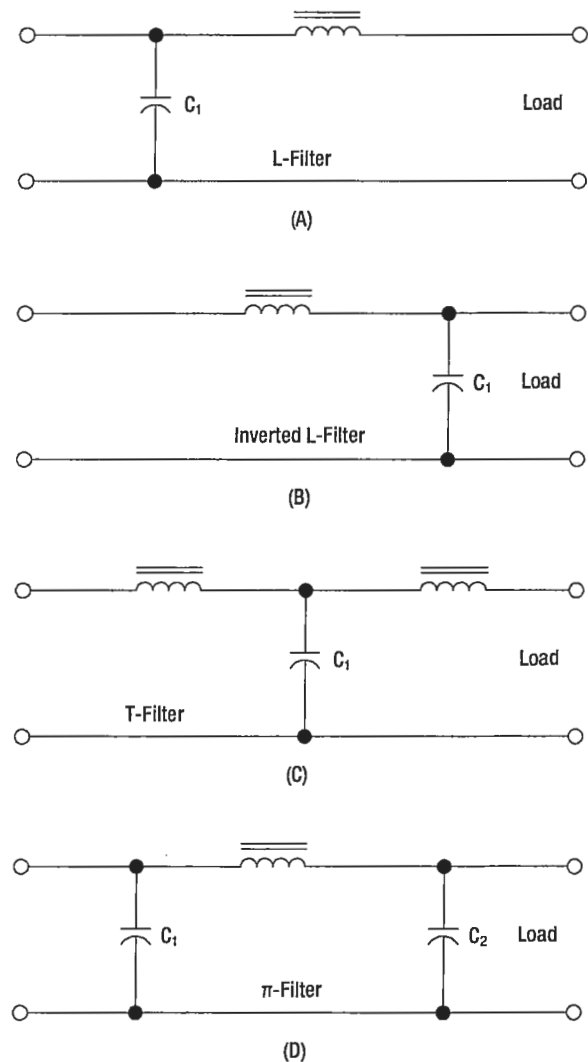 C₁
Load
L-Filter
(A)
C₁
Load
Inverted L-Filter
(B)
C₁
Load
T-Filter
(C)
C₁
C₂
Load
π-Filter
(D)